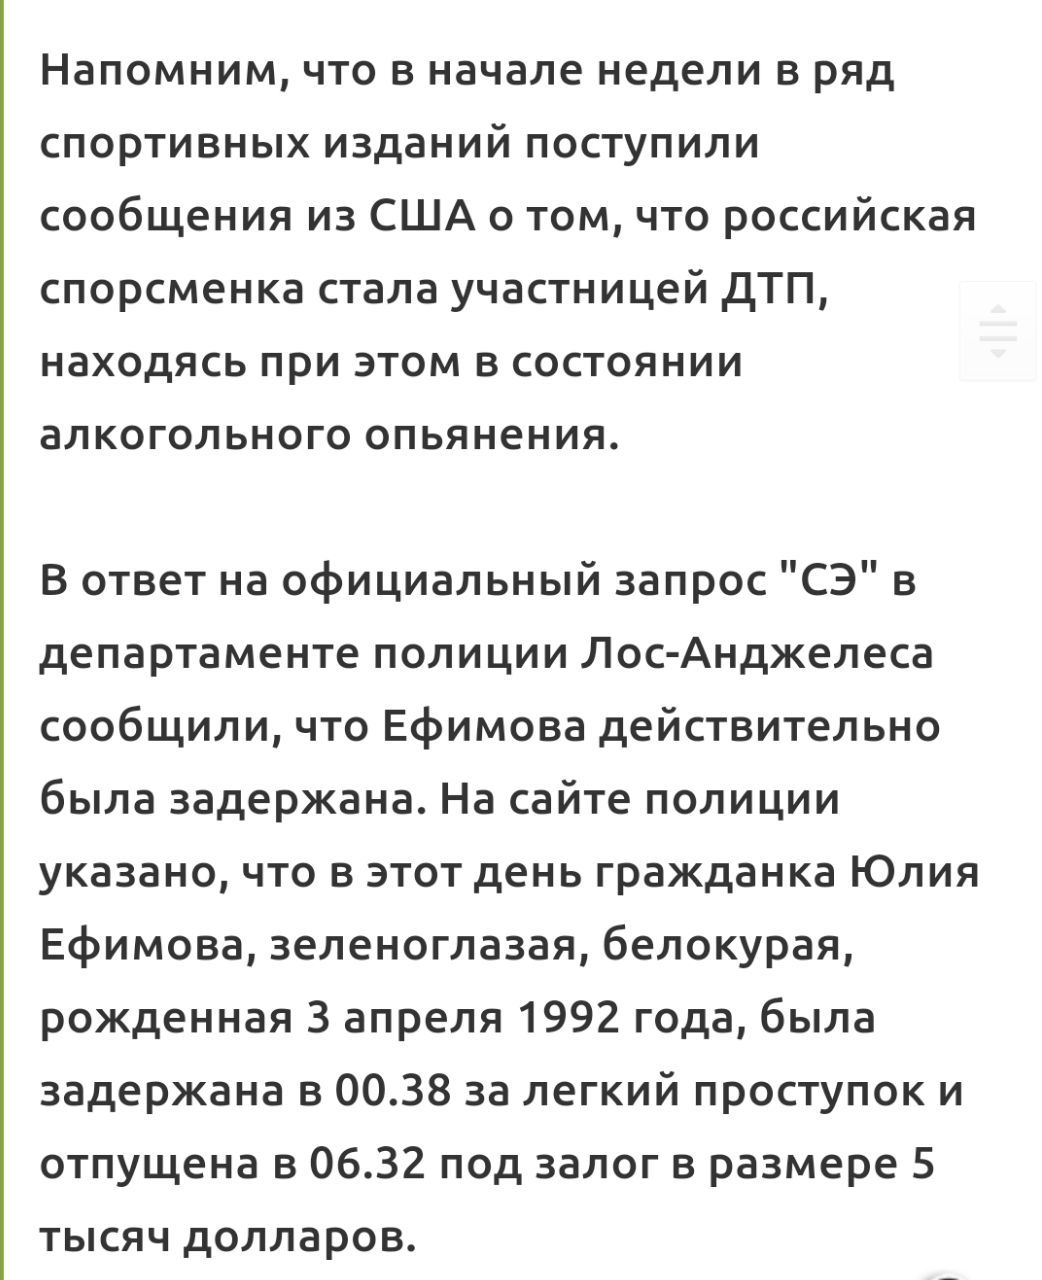 Напомним, что в начале недели в ряд
спортивных изданий поступили
сообщения из США о том, что российская
спорсменка стала участницей ДТП,
находясь при этом в состоянии
алкогольного опьянения.
В ответ на официальный запрос "СЭ" в
департаменте полиции Лос-Анджелеса
сообщили, что Ефимова действительно
была задержана. На сайте полиции
указано, что в этот день гражданка Юлия
Ефимова, зеленоглазая, белокурая,
рожденная 3 апреля 1992 года, была
задержана в 00.38 за легкий проступок и
отпущена в 06.32 под залог в размере 5
тысяч долларов.